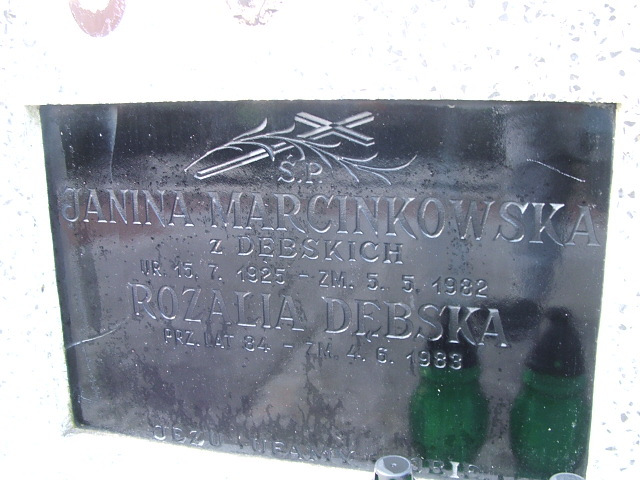 Ś.P.
JANINA MARCINKOWSKA
Z DĘBSKICH
UR. 15. 7. 1925 - ZM. 5. 5. 1982
ROZALIA DĘBSKA
PRZ. LAT 84 - ZM. 4. 6. 1983